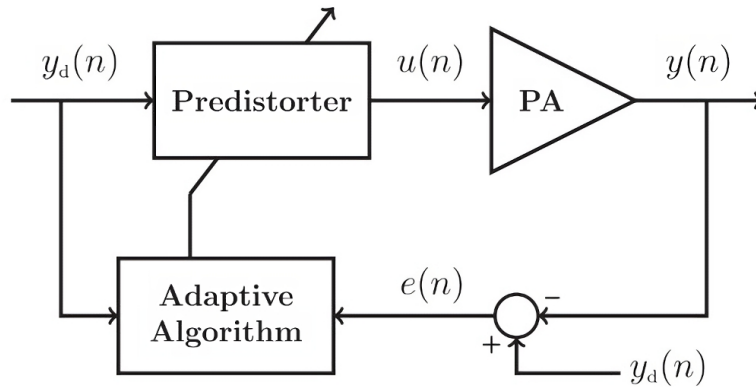 y_d(n)
Predistorter
u(n)
PA
y(n)
Adaptive
Algorithm
e(n)
−
+
y_d(n)